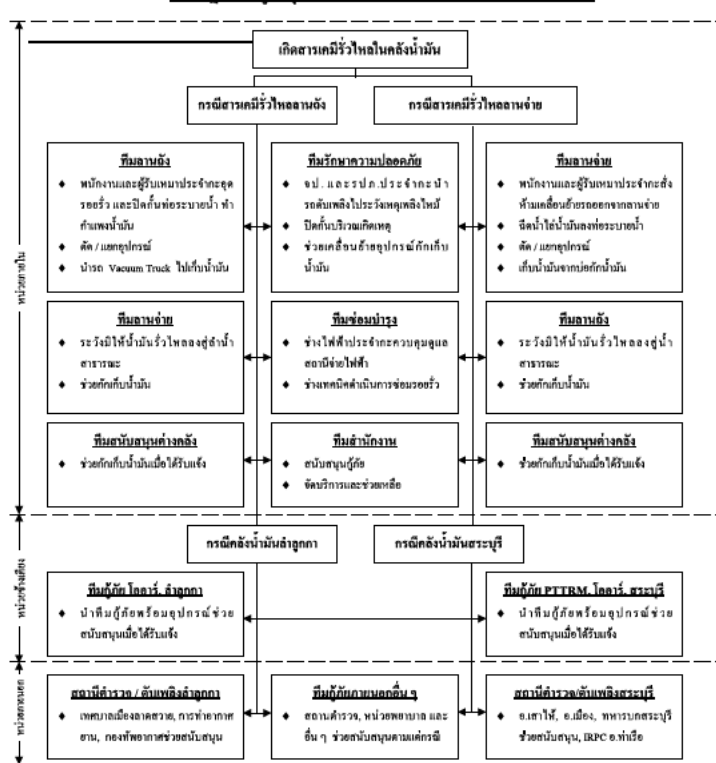 เกิดสารเคมีรั่วไหลในคลังน้ำมัน
กรณีสารเคมีรั่วไหลลานถัง
กรณีสารเคมีรั่วไหลลานจ่าย
หน่วยภายใน
ทีมลานถัง
♦ พนักงานและผู้รับเหมาประจำกะอุด
รอยรั่ว และปิดกั้นท่อระบายน้ำ ทำ
กำแพงน้ำมัน
♦ ตัด / แยกอุปกรณ์
♦ นำรถ Vacuum Truck ไปเก็บน้ำมัน
ทีมรักษาความปลอดภัย
♦ จป. และรปภ.ประจำกะนำ
รถดับเพลิงไประวังเหตุเพลิงไหม้
♦ ปิดกั้นบริเวณเกิดเหตุ
♦ ช่วยเคลื่อนย้ายอุปกรณ์กักเก็บ
น้ำมัน
ทีมลานจ่าย
♦ พนักงานและผู้รับเหมาประจำกะสั่ง
ห้ามเคลื่อนย้ายรถออกจากลานจ่าย
♦ ฉีดน้ำไล่น้ำมันลงท่อระบายน้ำ
♦ ตัด / แยกอุปกรณ์
♦ เก็บน้ำมันจากบ่อกักน้ำมัน
ทีมลานจ่าย
♦ ระวังมิให้น้ำมันรั่วไหลลงสู่ลำน้ำ
สาธารณะ
♦ ช่วยกักเก็บน้ำมัน
ทีมซ่อมบำรุง
♦ ช่างไฟฟ้าประจำกะควบคุมดูแล
สถานีจ่ายไฟฟ้า
♦ ช่างเทคนิคดำเนินการซ่อมรอยรั่ว
ทีมลานถัง
♦ ระวังมิให้น้ำมันรั่วไหลลงสู่น้ำ
สาธารณะ
♦ ช่วยกักเก็บน้ำมัน
ทีมสนับสนุนต่างคลัง
♦ ช่วยกักเก็บน้ำมันเมื่อได้รับแจ้ง
ทีมสำนักงาน
♦ สนับสนุนกู้ภัย
♦ จัดบริการและช่วยเหลือ
ทีมสนับสนุนต่างคลัง
♦ ช่วยกักเก็บน้ำมันเมื่อได้รับแจ้ง
หน่วยข้างเคียง
กรณีคลังน้ำมันลำลูกกา
กรณีคลังน้ำมันสระบุรี
ทีมกู้ภัย โออาร์. ลำลูกกา
♦ นำทีมกู้ภัยพร้อมอุปกรณ์ช่วย
สนับสนุนเมื่อได้รับแจ้ง
ทีมกู้ภัย PTTRM, โออาร์. สระบุรี
♦ นำทีมกู้ภัยพร้อมอุปกรณ์ช่วย
สนับสนุนเมื่อได้รับแจ้ง
หน่วยภายนอก
สถานีตำรวจ / ดับเพลิงลำลูกกา
♦ เทศบาลเมืองลาดสวาย, การท่าอากาศ
ยาน, กองทัพอากาศช่วยสนับสนุน
ทีมกู้ภัยภายนอกอื่น ๆ
♦ สถานตำรวจ, หน่วยพยาบาล และ
อื่น ๆ ช่วยสนับสนุนตามแต่กรณี
สถานีตำรวจ/ดับเพลิงสระบุรี
♦ อ.เสาไห้, อ.เมือง, ทหารบกสระบุรี
ช่วยสนับสนุน, IRPC อ.ท่าเรือ